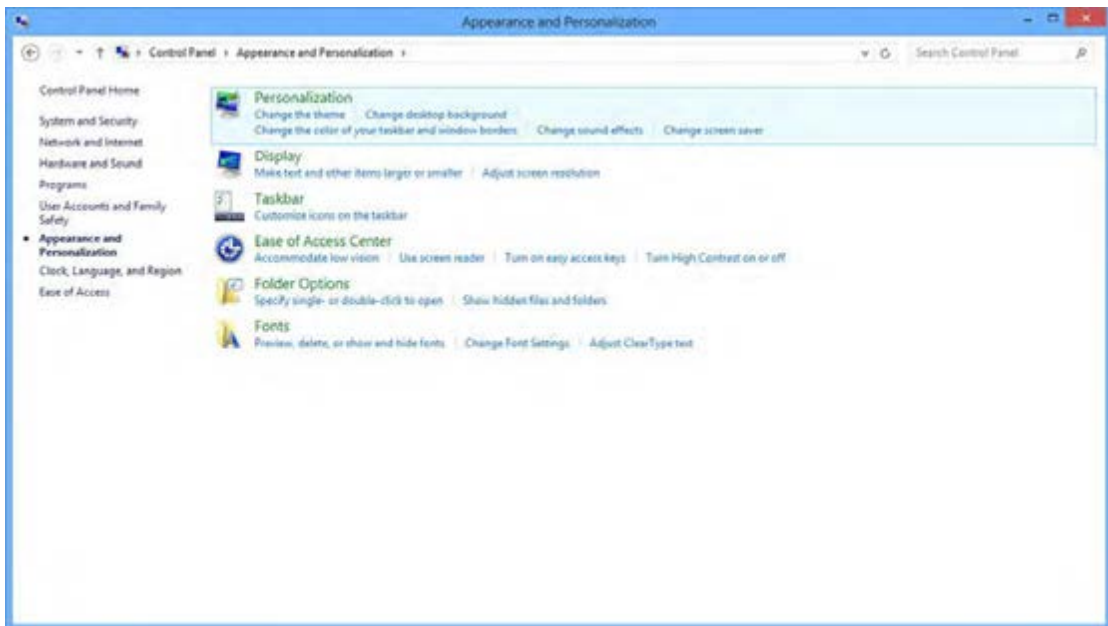 Appearance and Personalization
Control Panel › Appearance and Personalization ›
Search Control Panel
Control Panel Home
System and Security
Network and Internet
Hardware and Sound
Programs
User Accounts and Family
Safety
Appearance and
Personalization
Clock, Language, and Region
Ease of Access
Personalization
Change the theme
Change desktop background
Change the color of your taskbar and window borders
Change sound effects
Change screen saver
Display
Make text and other items larger or smaller
Adjust screen resolution
Taskbar
Customize icons on the taskbar
Ease of Access Center
Accommodate low vision
Use screen reader
Turn on easy access keys
Turn High Contrast on or off
Folder Options
Specify single- or double-click to open
Show hidden files and folders
Fonts
Preview, delete, or show and hide fonts
Change Font Settings
Adjust ClearType text